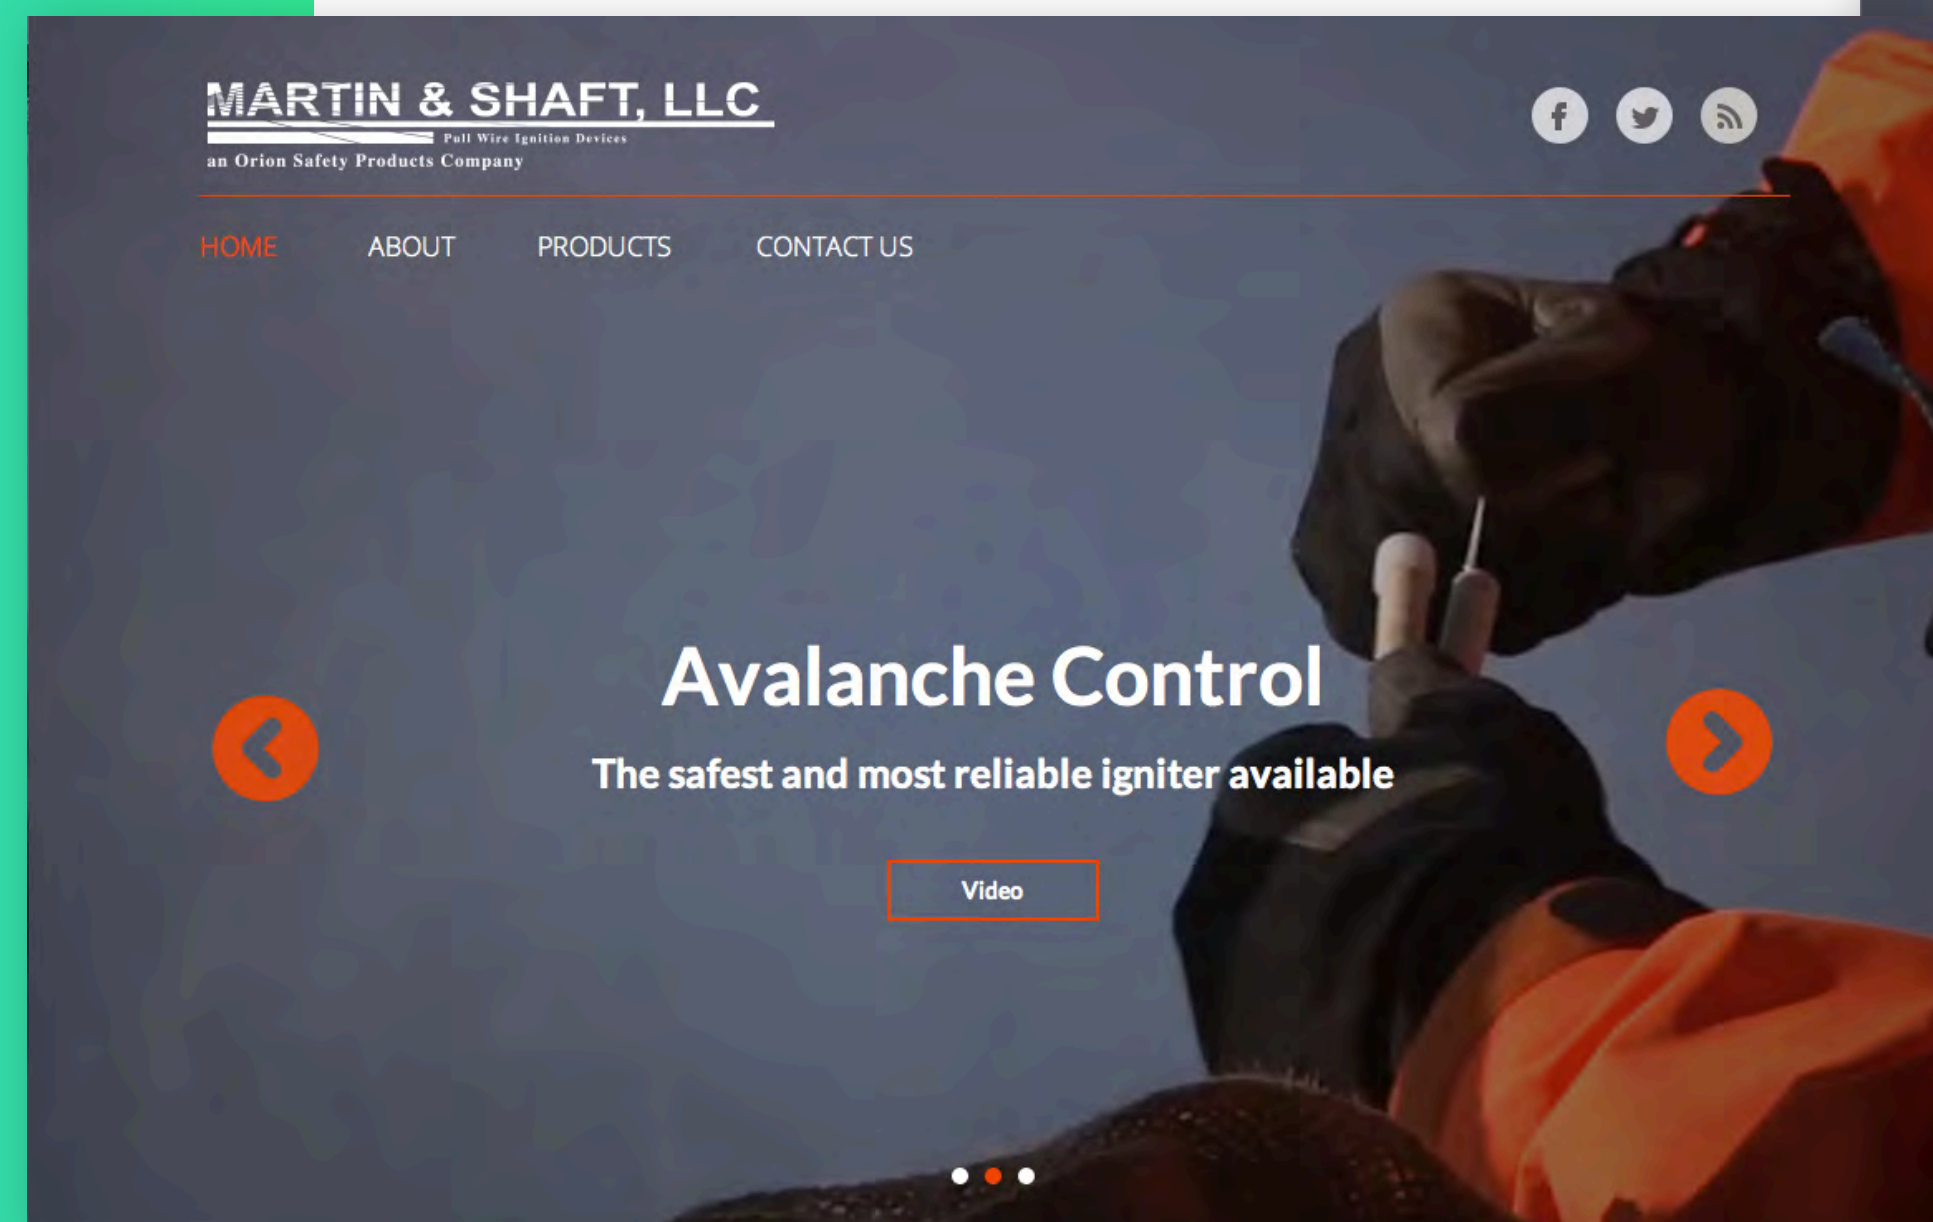 MARTIN & SHAFT, LLC
Pull Wire Ignition Devices
an Orion Safety Products Company
HOME ABOUT PRODUCTS CONTACT US
Avalanche Control
The safest and most reliable igniter available
Video